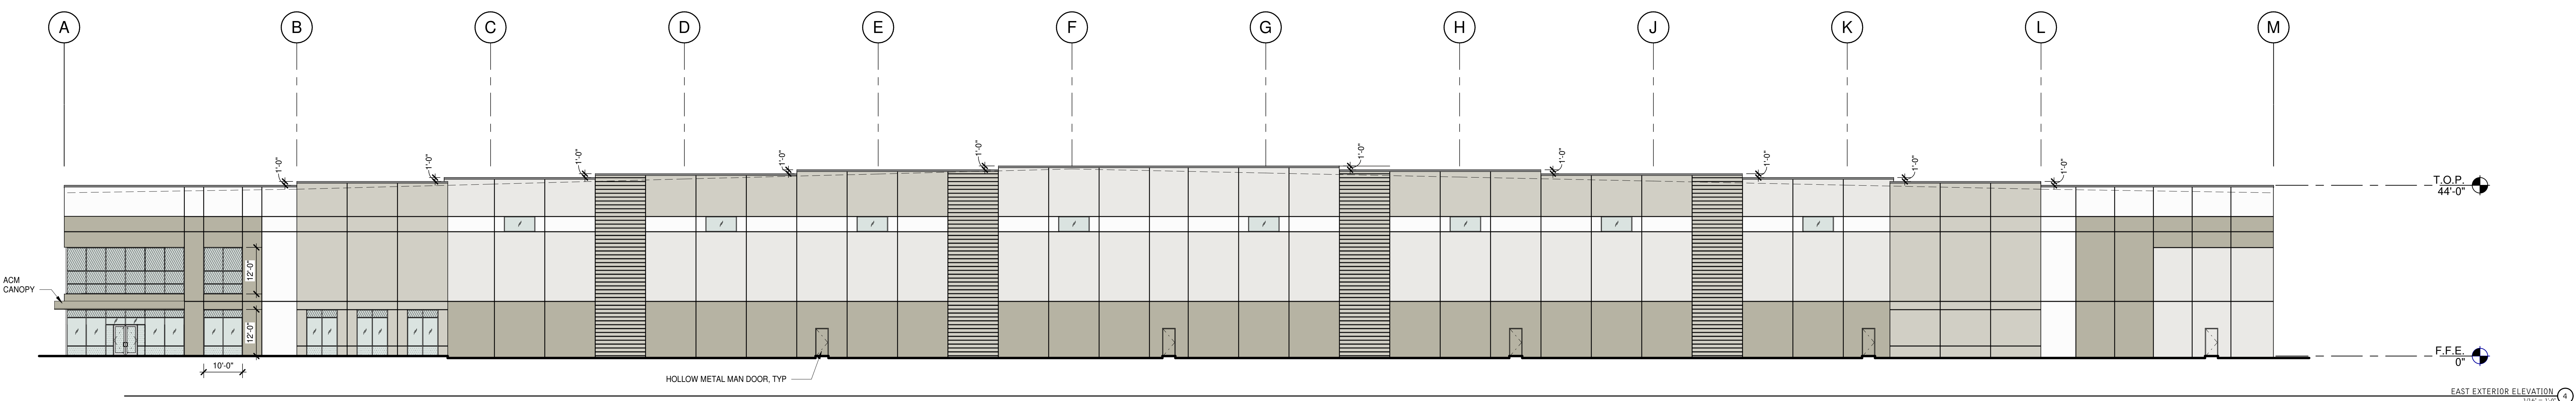 A B C D E F G H J K L M
1'-0" 1'-0" 1'-0" 1'-0" 1'-0" 1'-0" 1'-0" 1'-0" 1'-0" 1'-0"
T.O.P.
44'-0"
12'-0"
ACM
CANOPY
12'-0"
F.F.E.
0"
10'-0"
HOLLOW METAL MAN DOOR, TYP
EAST EXTERIOR ELEVATION 4